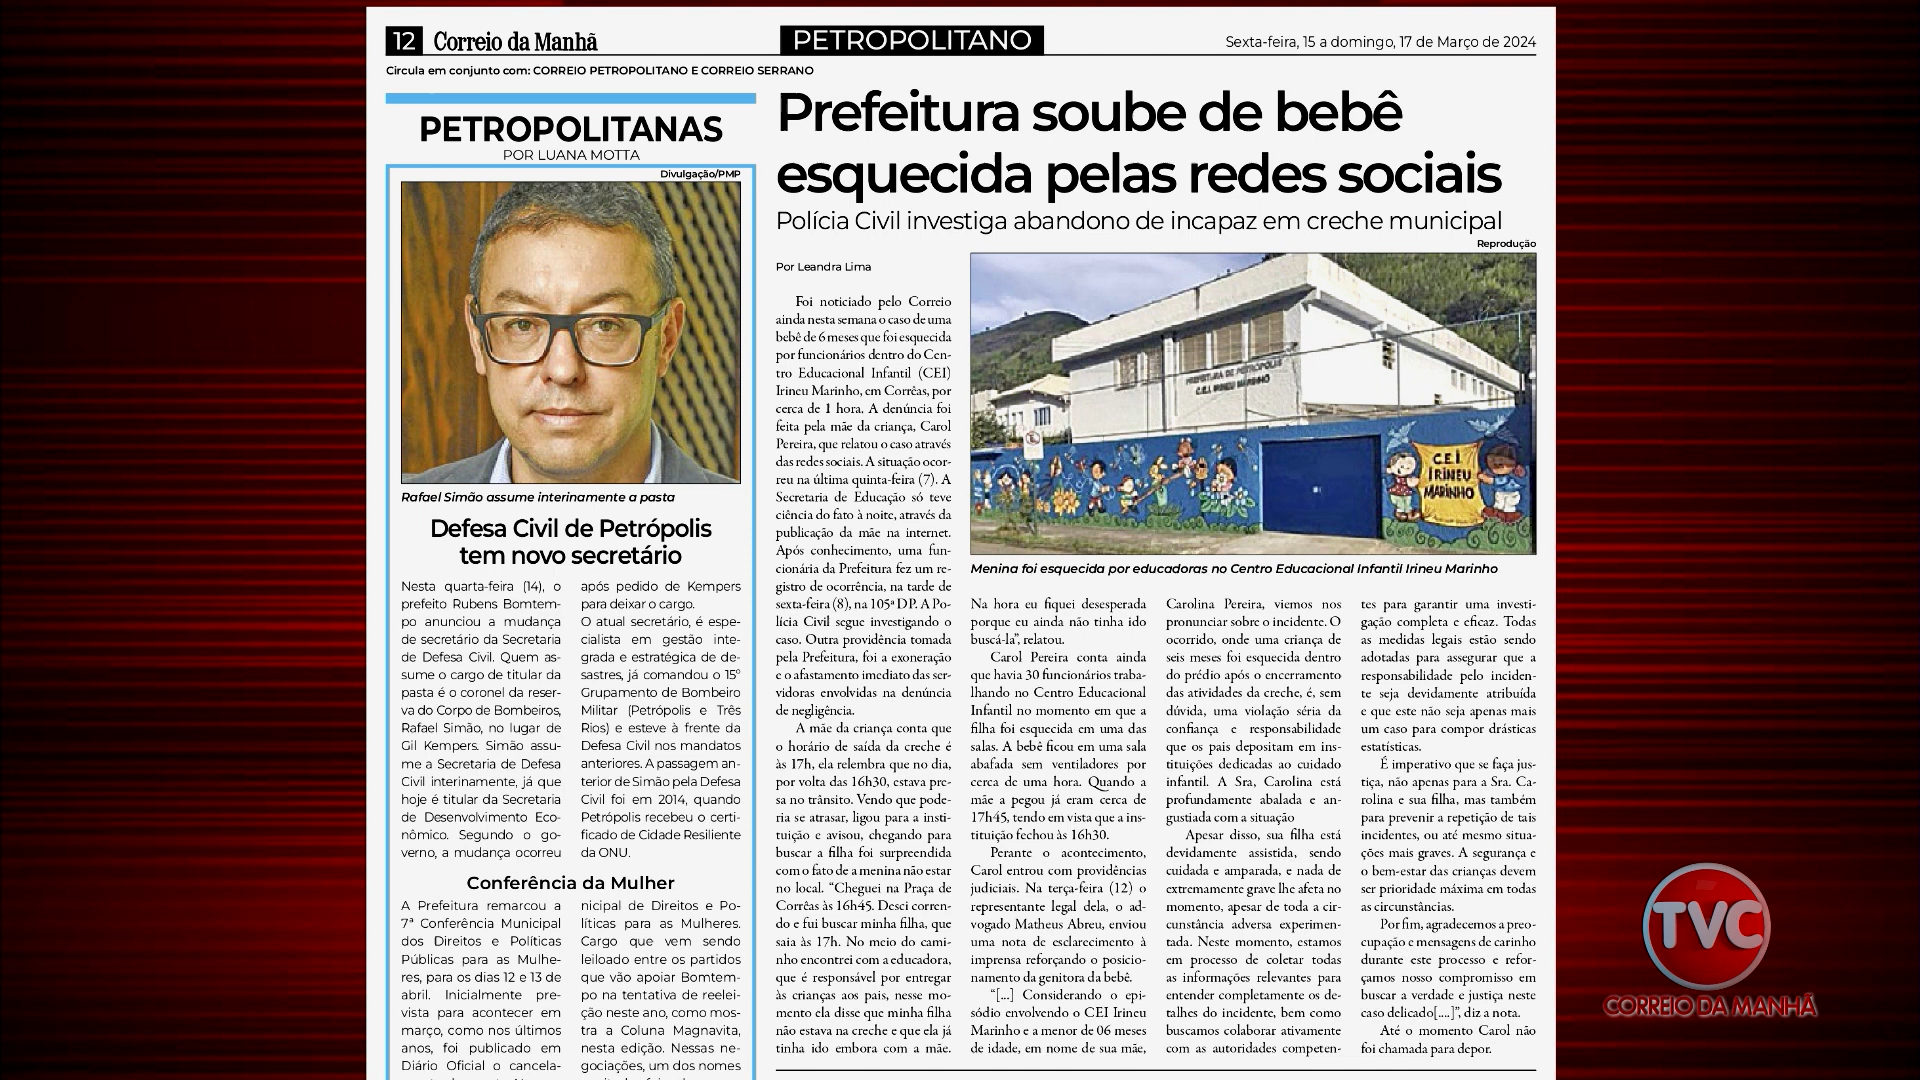 12 Correio da Manhã
PETROPOLITANO
Sexta-feira, 15 a domingo, 17 de Março de 2024
Circula em conjunto com: CORREIO PETROPOLITANO E CORREIO SERRANO
PETROPOLITANAS
POR LUANA MOTTA
Divulgação/PMP
Rafael Simão assume interinamente a pasta
Defesa Civil de Petrópolis
tem novo secretário
Nesta quarta-feira (14), o
prefeito Rubens Bomtem-
po anunciou a mudança
de secretário da Secretaria
de Defesa Civil. Quem as-
sume o cargo de titular da
pasta é o coronel da reser-
va do Corpo de Bombeiros,
Rafael Simão, no lugar de
Gil Kempers. Simão assu-
me a Secretaria de Defesa
Civil interinamente, já que
hoje é titular da Secretaria
de Desenvolvimento Eco-
nômico. Segundo o go-
verno, a mudança ocorreu
após pedido de Kempers
para deixar o cargo.
O atual secretário, é espe-
cialista em gestão inte-
grada e estratégica de de-
sastres, já comandou o 15º
Grupamento de Bombeiro
Militar (Petrópolis e Três
Rios) e esteve à frente da
Defesa Civil nos mandatos
anteriores. A passagem an-
terior de Simão pela Defesa
Civil foi em 2014, quando
Petrópolis recebeu o certi-
ficado de Cidade Resiliente
da ONU.
Conferência da Mulher
A Prefeitura remarcou a
7ª Conferência Municipal
dos Direitos e Políticas
Públicas para as Mulhe-
res, para os dias 12 e 13 de
abril. Inicialmente pre-
vista para acontecer em
março, como nos últimos
anos, foi publicado em
Diário Oficial o cancela-
nicipal de Direitos e Po-
líticas para as Mulheres.
Cargo que vem sendo
leiloado entre os partidos
que vão apoiar Bomtem-
po na tentativa de reelei-
ção neste ano, como mos-
tra a Coluna Magnavita,
nesta edição. Nessas ne-
gociações, um dos nomes
Prefeitura soube de bebê
esquecida pelas redes sociais
Polícia Civil investiga abandono de incapaz em creche municipal
Reprodução
Por Leandra Lima
PREFEITURA DE PETRÓPOLIS
C.E.I. IRINEU MARINHO
C.E.I
IRINEU
MARINHO
Menina foi esquecida por educadoras no Centro Educacional Infantil Irineu Marinho
Foi noticiado pelo Correio
ainda nesta semana o caso de uma
bebê de 6 meses que foi esquecida
por funcionários dentro do Cen-
tro Educacional Infantil (CEI)
Irineu Marinho, em Corrêas, por
cerca de 1 hora. A denúncia foi
feita pela mãe da criança, Carol
Pereira, que relatou o caso através
das redes sociais. A situação ocor-
reu na última quinta-feira (7). A
Secretaria de Educação só teve
ciência do fato à noite, através da
publicação da mãe na internet.
Após conhecimento, uma fun-
cionária da Prefeitura fez um re-
gistro de ocorrência, na tarde de
sexta-feira (8), na 105ª DP. A Po-
lícia Civil segue investigando o
caso. Outra providência tomada
pela Prefeitura, foi a exoneração
e o afastamento imediato das ser-
vidoras envolvidas na denúncia
de negligência.
A mãe da criança conta que
o horário de saída da creche é
às 17h, ela relembra que no dia,
por volta das 16h30, estava pre-
sa no trânsito. Vendo que pode-
ria se atrasar, ligou para a insti-
tuição e avisou, chegando para
buscar a filha foi surpreendida
com o fato de a menina não estar
no local. “Cheguei na Praça de
Corrêas às 16h45. Desci corren-
do e fui buscar minha filha, que
saia às 17h. No meio do cami-
nho encontrei com a educadora,
que é responsável por entregar
às crianças aos pais, nesse mo-
mento ela disse que minha filha
não estava na creche e que ela já
tinha ido embora com a mãe.
Na hora eu fiquei desesperada
porque eu ainda não tinha ido
buscá-la”, relatou.
Carol Pereira conta ainda
que havia 30 funcionários traba-
lhando no Centro Educacional
Infantil no momento em que a
filha foi esquecida em uma das
salas. A bebê ficou em uma sala
abafada sem ventiladores por
cerca de uma hora. Quando a
mãe a pegou já eram cerca de
17h45, tendo em vista que a ins-
tituição fechou às 16h30.
Perante o acontecimento,
Carol entrou com providências
judiciais. Na terça-feira (12) o
representante legal dela, o ad-
vogado Matheus Abreu, enviou
uma nota de esclarecimento à
imprensa reforçando o posicio-
namento da genitora da bebê.
“[...] Considerando o epi-
sódio envolvendo o CEI Irineu
Marinho e a menor de 06 meses
de idade, em nome de sua mãe,
Carolina Pereira, viemos nos
pronunciar sobre o incidente. O
ocorrido, onde uma criança de
seis meses foi esquecida dentro
do prédio após o encerramento
das atividades da creche, é, sem
dúvida, uma violação séria da
confiança e responsabilidade
que os pais depositam em ins-
tituições dedicadas ao cuidado
infantil. A Sra, Carolina está
profundamente abalada e an-
gustiada com a situação
Apesar disso, sua filha está
devidamente assistida, sendo
cuidada e amparada, e nada de
extremamente grave lhe afeta no
momento, apesar de toda a cir-
cunstância adversa experimen-
tada. Neste momento, estamos
em processo de coletar todas
as informações relevantes para
entender completamente os de-
talhes do incidente, bem como
buscamos colaborar ativamente
com as autoridades competen-
tes para garantir uma investi-
gação completa e eficaz. Todas
as medidas legais estão sendo
adotadas para assegurar que a
responsabilidade pelo inciden-
te seja devidamente atribuída
e que este não seja apenas mais
um caso para compor drásticas
estatísticas.
É imperativo que se faça jus-
tiça, não apenas para a Sra. Ca-
rolina e sua filha, mas também
para prevenir a repetição de tais
incidentes, ou até mesmo situa-
ções mais graves. A segurança e
o bem-estar das crianças devem
ser prioridade máxima em todas
as circunstâncias.
Por fim, agradecemos a preo-
cupação e mensagens de carinho
durante este processo e refor-
çamos nosso compromisso em
buscar a verdade e justiça neste
caso delicado[....]”, diz a nota.
Até o momento Carol não
foi chamada para depor.
TVC
CORREIO DA MANHÃ